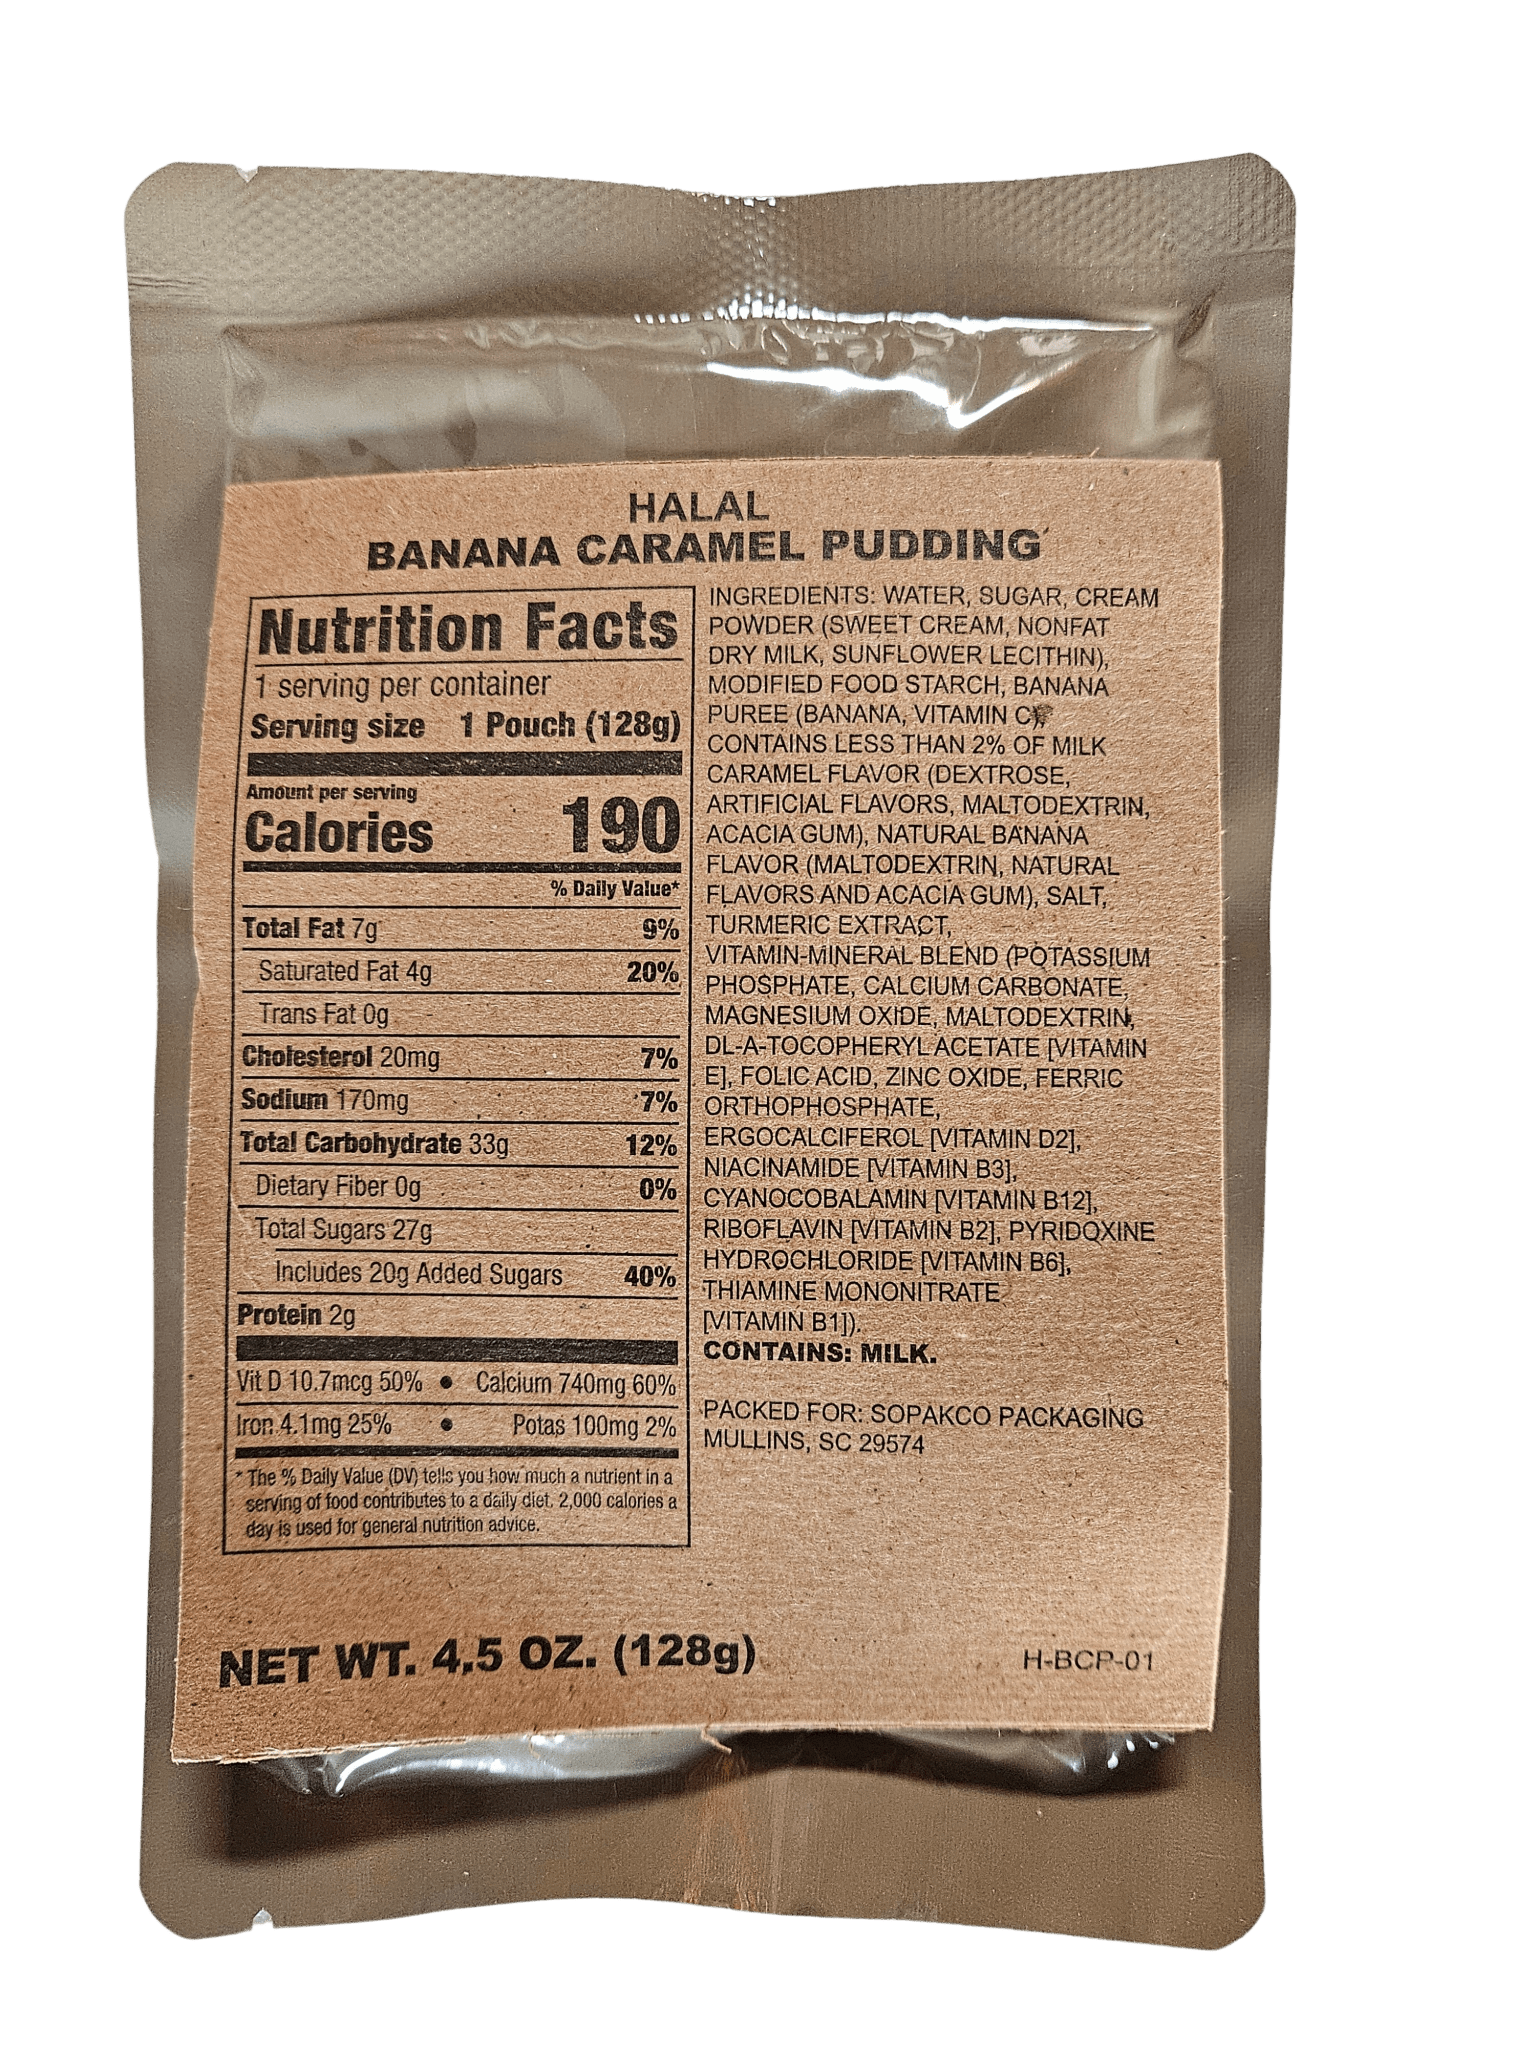 HALAL
BANANA CARAMEL PUDDING
Nutrition Facts
1 serving per container
Serving size 1 Pouch (128g)
Amount per serving
Calories 190
% Daily Value*
Total Fat 7g 9%
Saturated Fat 4g 20%
Trans Fat 0g
Cholesterol 20mg 7%
Sodium 170mg 7%
Total Carbohydrate 33g 12%
Dietary Fiber 0g 0%
Total Sugars 27g
Includes 20g Added Sugars 40%
Protein 2g
Vit D 10.7mcg 50% • Calcium 740mg 60%
Iron 4.1mg 25% • Potas 100mg 2%
* The % Daily Value (DV) tells you how much a nutrient in a
serving of food contributes to a daily diet. 2,000 calories a
day is used for general nutrition advice.
INGREDIENTS: WATER, SUGAR, CREAM
POWDER (SWEET CREAM, NONFAT
DRY MILK, SUNFLOWER LECITHIN),
MODIFIED FOOD STARCH, BANANA
PUREE (BANANA, VITAMIN C)
CONTAINS LESS THAN 2% OF MILK
CARAMEL FLAVOR (DEXTROSE,
ARTIFICIAL FLAVORS, MALTODEXTRIN,
ACACIA GUM), NATURAL BANANA
FLAVOR (MALTODEXTRIN, NATURAL
FLAVORS AND ACACIA GUM), SALT,
TURMERIC EXTRACT,
VITAMIN-MINERAL BLEND (POTASSIUM
PHOSPHATE, CALCIUM CARBONATE,
MAGNESIUM OXIDE, MALTODEXTRIN,
DL-A-TOCOPHERYL ACETATE [VITAMIN
E], FOLIC ACID, ZINC OXIDE, FERRIC
ORTHOPHOSPHATE,
ERGOCALCIFEROL [VITAMIN D2],
NIACINAMIDE [VITAMIN B3],
CYANOCOBALAMIN [VITAMIN B12],
RIBOFLAVIN [VITAMIN B2], PYRIDOXINE
HYDROCHLORIDE [VITAMIN B6],
THIAMINE MONONITRATE
[VITAMIN B1]).
CONTAINS: MILK.
PACKED FOR: SOPAKCO PACKAGING
MULLINS, SC 29574
NET WT. 4.5 OZ. (128g)
H-BCP-01